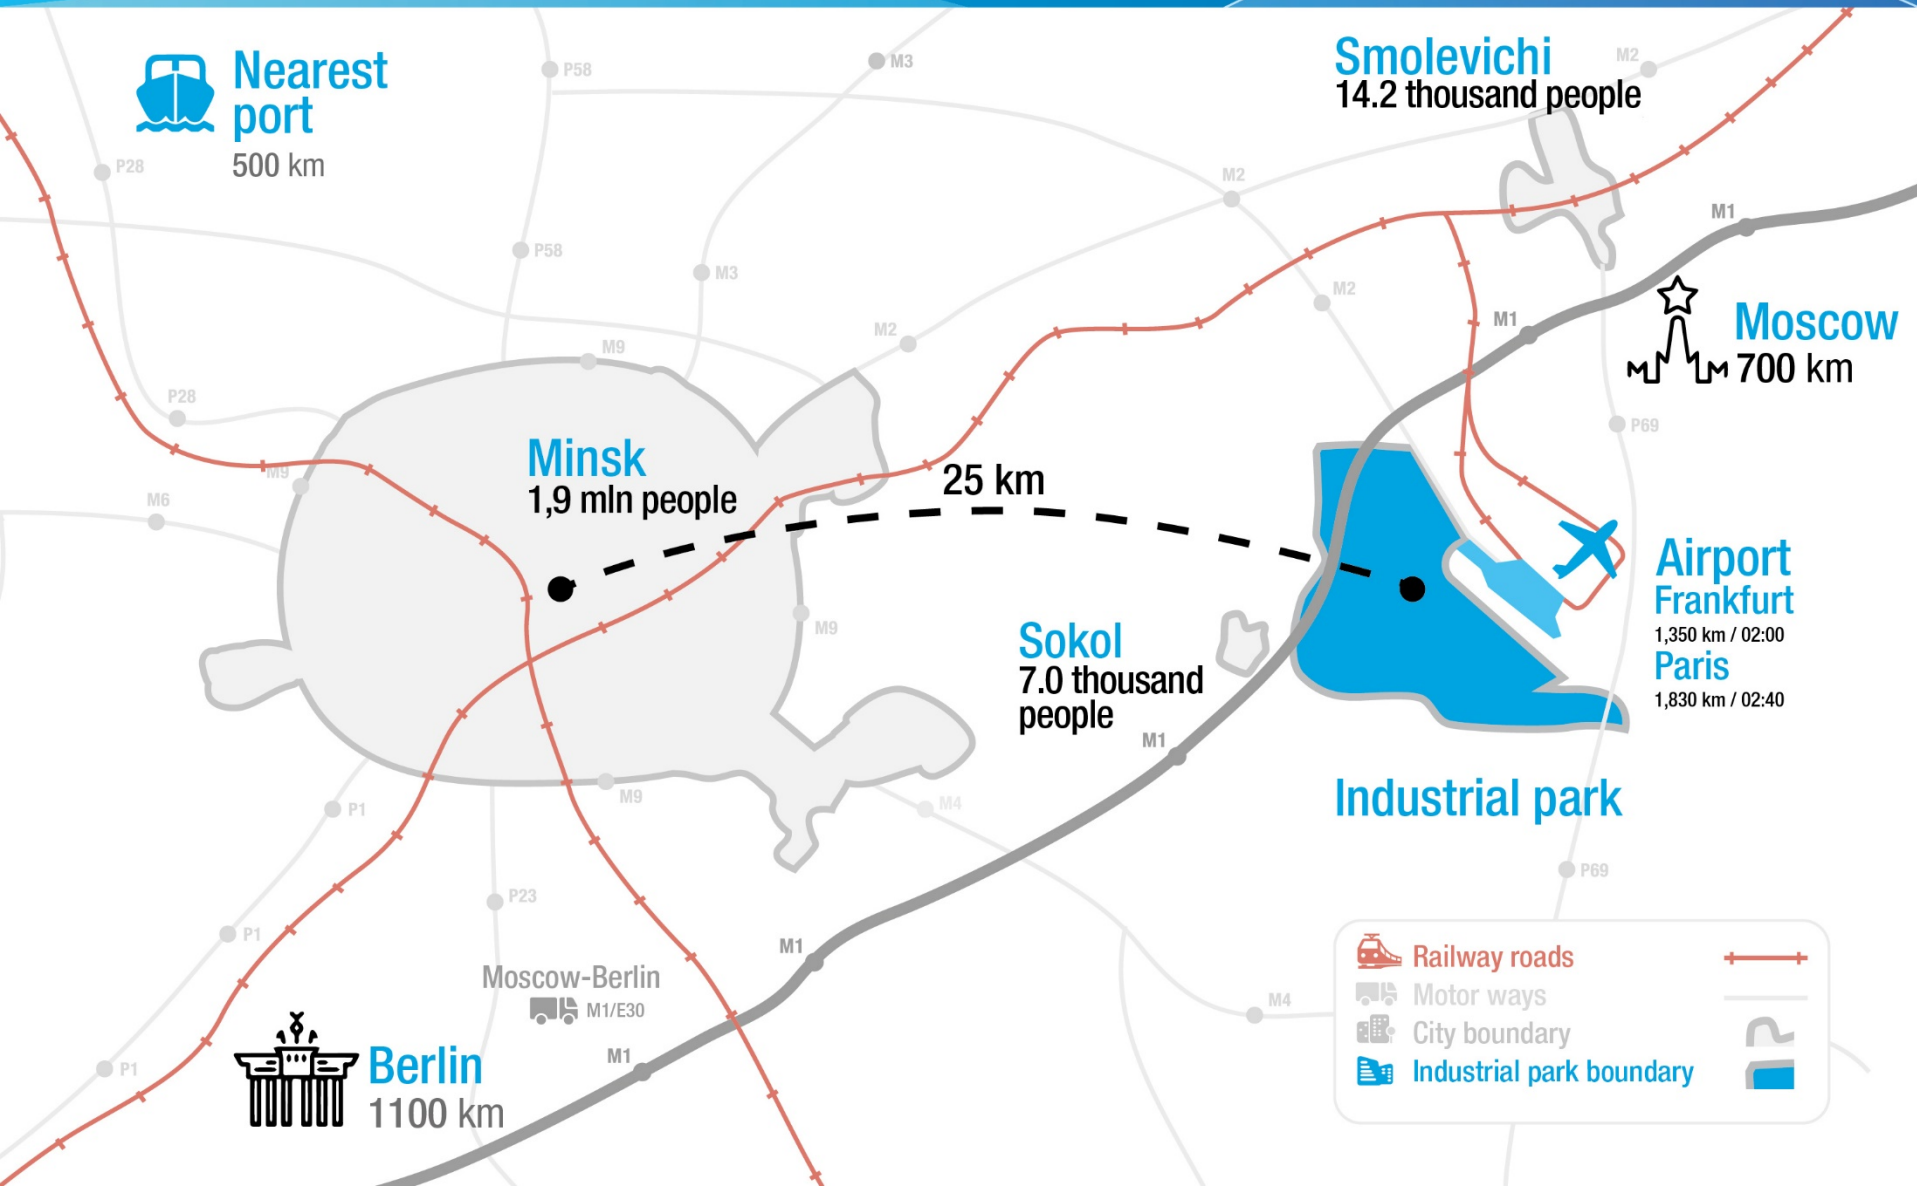 Nearest
port
500 km
P58
M3
Smolevichi
14.2 thousand people
M2
P28
M2
M1
P58
M3
M2
M2
M1
Moscow
700 km
M9
P28
M9
P69
Minsk
1,9 mln people
25 km
M6
Airport
Frankfurt
1,350 km / 02:00
Paris
1,830 km / 02:40
M9
Sokol
7.0 thousand
people
M1
Industrial park
M9
P1
M4
P69
P23
P1
M1
Moscow-Berlin
M1/E30
M4
M1
P1
Berlin
1100 km
Railway roads
Motor ways
City boundary
Industrial park boundary